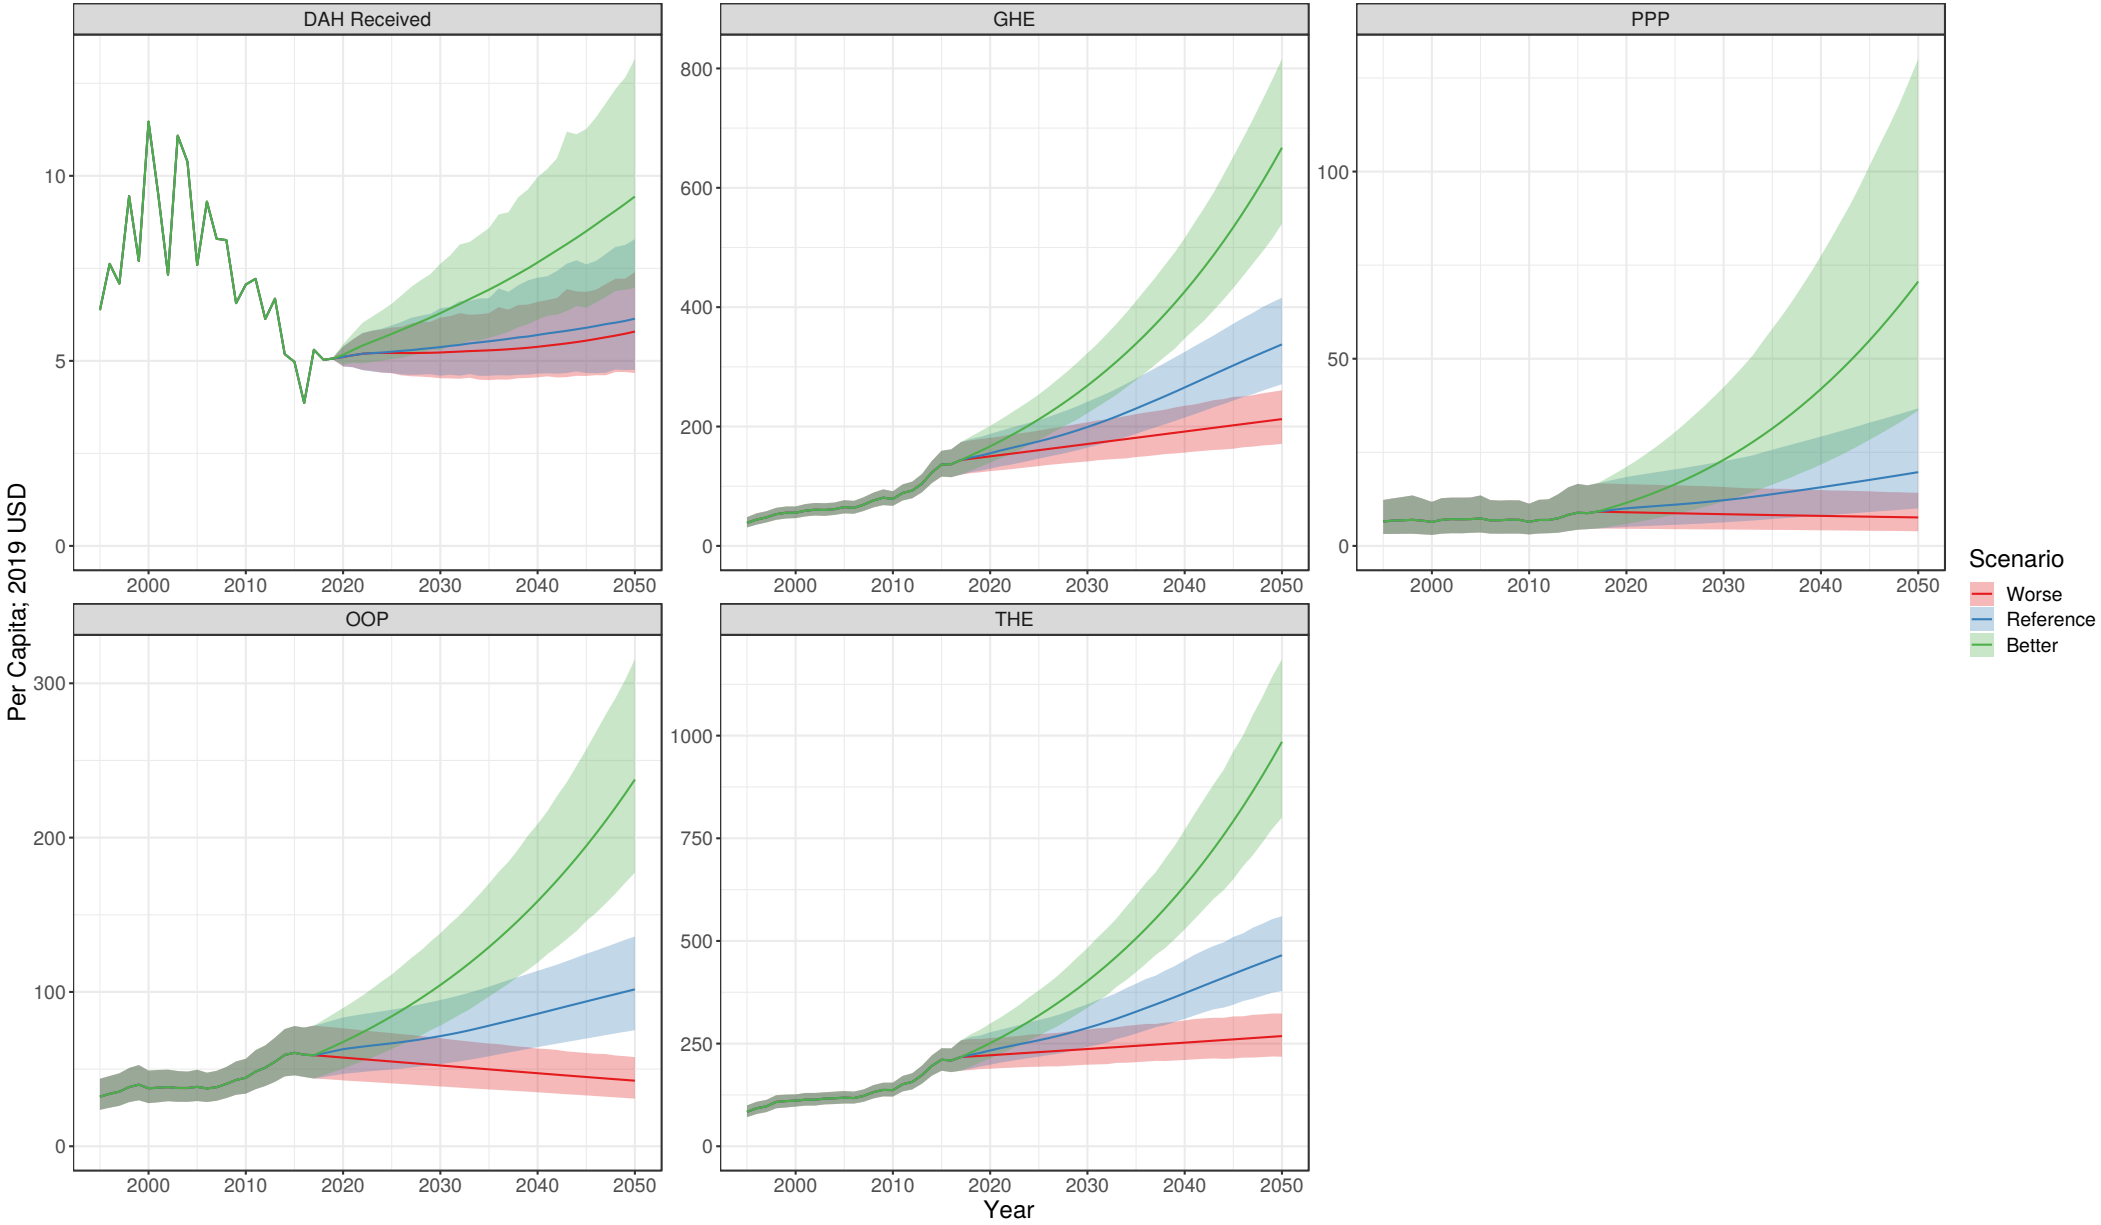 DAH Received
GHE
PPP
10
5
0
800
600
400
200
0
100
50
0
2000 2010 2020 2030 2040 2050
2000 2010 2020 2030 2040 2050
2000 2010 2020 2030 2040 2050
Per Capita; 2019 USD
OOP
THE
300
200
100
0
1000
750
500
250
0
2000 2010 2020 2030 2040 2050
2000 2010 2020 2030 2040 2050
Year
Scenario
Worse
Reference
Better